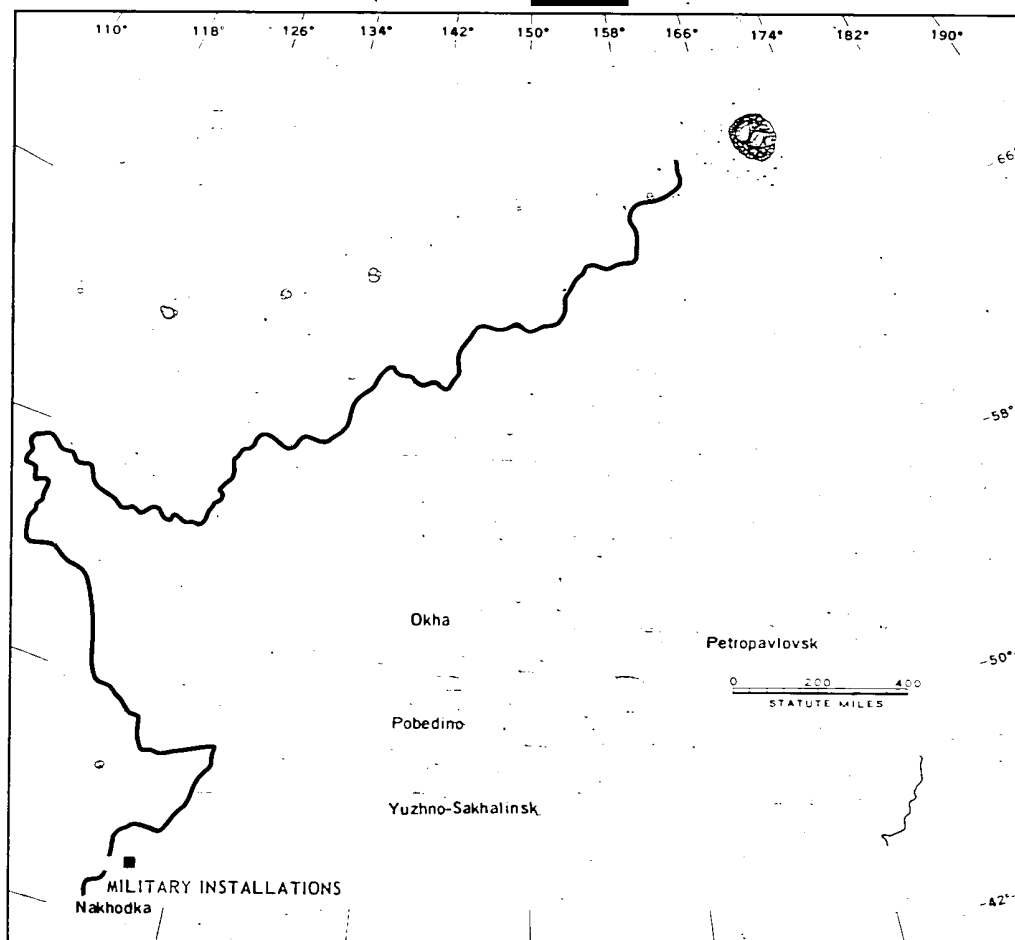 110° 118° 126° 134° 142° 150° 158° 166° 174° 182° 190°
66°
58°
Okha
Petropavlovsk
50°
0 200 400
STATUTE MILES
Pobedino
Yuzhno-Sakhalinsk
MILITARY INSTALLATIONS
Nakhodka
42°